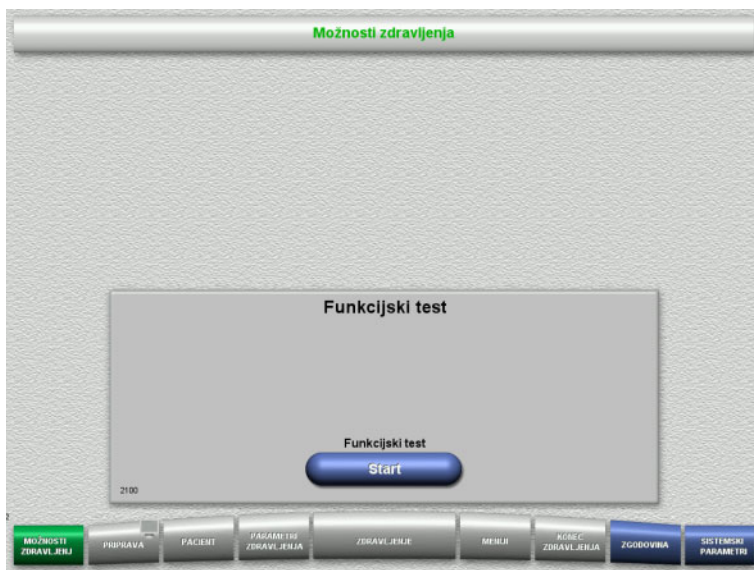 Možnosti zdravljenja
Funkcijski test
Funkcijski test
Start
2100
MOŽNOSTI
ZDRAVLJENJ
PRIPRAVA
PACIENT
PARAMETRI
ZDRAVLJENJA
ZDRAVLJENJE
MENIJI
KONEC
ZDRAVLJENJA
ZGODOVINA
SISTEMSKI
PARAMETRI